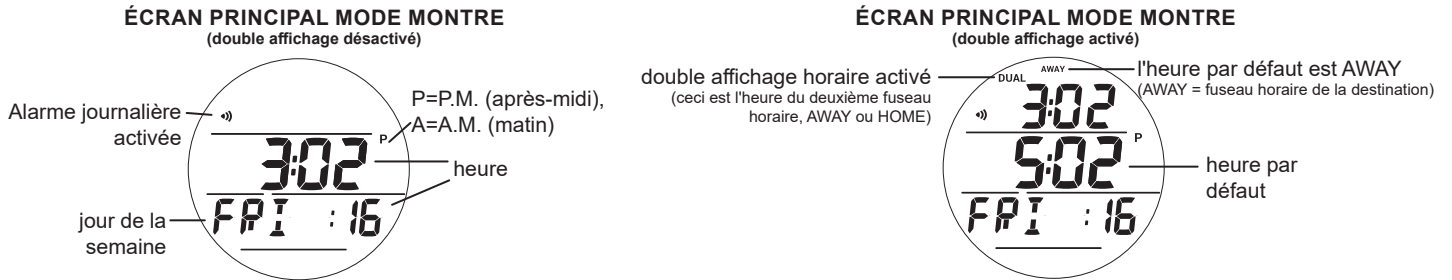 ÉCRAN PRINCIPAL MODE MONTRE
(double affichage désactivé)
Alarme journalière
activée
P=P.M. (après-midi),
A=A.M. (matin)
P
3:02
heure
FRI :16
jour de la
semaine
ÉCRAN PRINCIPAL MODE MONTRE
(double affichage activé)
double affichage horaire activé
(ceci est l'heure du deuxième fuseau
horaire, AWAY ou HOME)
DUAL
AWAY
l'heure par défaut est AWAY
(AWAY = fuseau horaire de la destination)
3:02
P
5:02
heure par
défaut
FRI :16